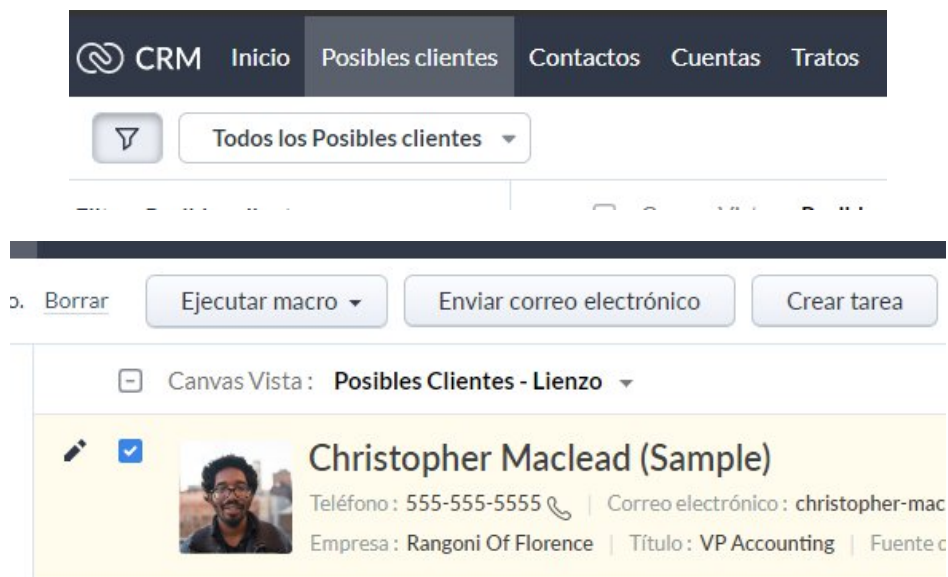 CRM Inicio Posibles clientes Contactos Cuentas Tratos
Todos los Posibles clientes
o. Borrar Ejecutar macro Enviar correo electrónico Crear tarea
Canvas Vista : Posibles Clientes - Lienzo
Christopher Maclead (Sample)
Teléfono : 555-555-5555 | Correo electrónico : christopher-mac
Empresa : Rangoni Of Florence | Título : VP Accounting | Fuente